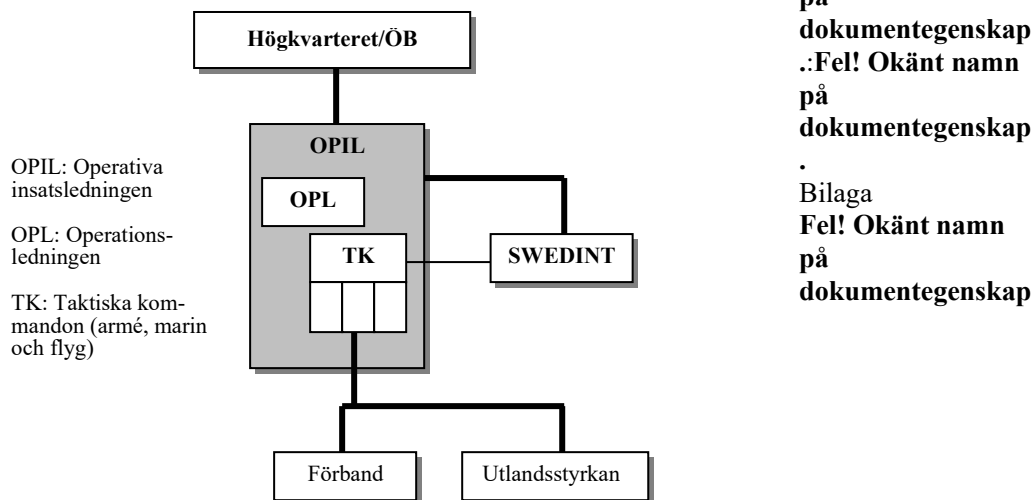 på
dokumentegenskap
.:Fel! Okänt namn
på
dokumentegenskap
.
Bilaga
Fel! Okänt namn
på
dokumentegenskap
Högkvarteret/ÖB
OPIL
OPIL: Operativa
insatsledningen
OPL
OPL: Operations-
ledningen
TK
SWEDINT
TK: Taktiska kom-
mandon (armé, marin
och flyg)
Förband
Utlandsstyrkan